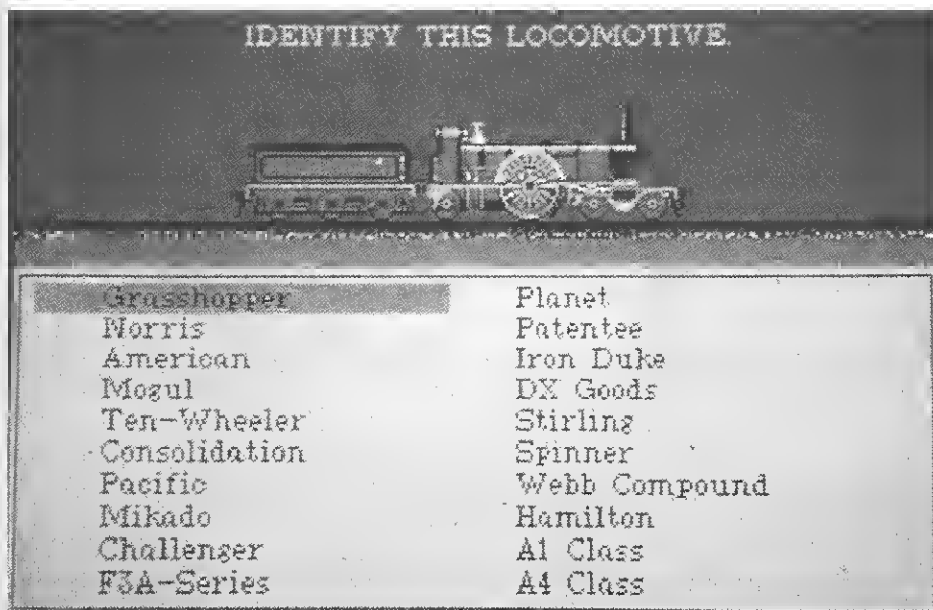 IDENTIFY THIS LOCOMOTIVE.
Grasshopper
Norris
American
Mogul
Ten-Wheeler
Consolidation
Pacific
Mikado
Challenger
F3A-Series
Planet
Patentee
Iron Duke
DX Goods
Stirling
Spinner
Webb Compound
Hamilton
A1 Class
A4 Class